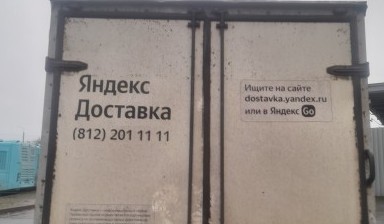 Яндекс
Доставка
(812) 201 11 11
Ищите на сайте
dostavka.yandex.ru
или в Яндекс Go